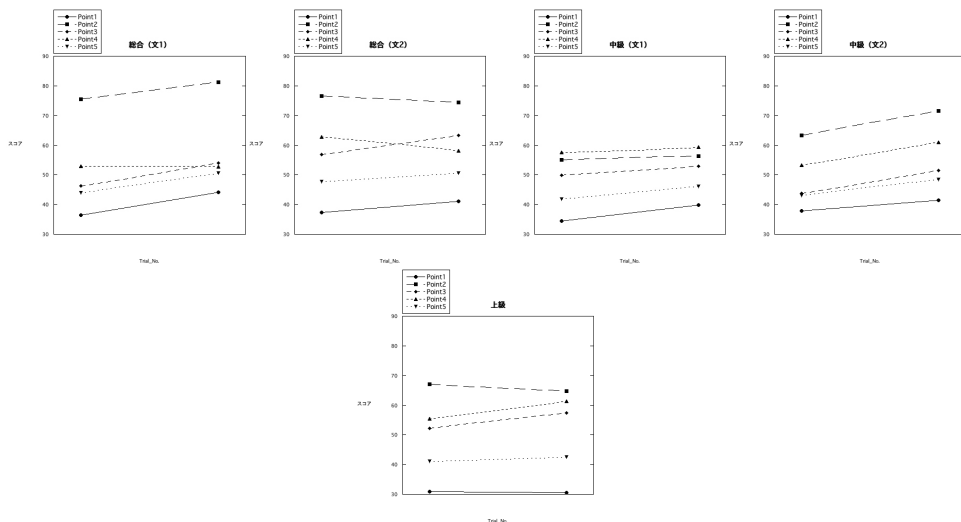 Point1
Point2
Point3
Point4
Point5
総合（文1）
90
80
70
60
50
40
30
スコア
Trial_No.
Point1
Point2
Point3
Point4
Point5
総合（文2）
90
80
70
60
50
40
30
スコア
Trial_No.
Point1
Point2
Point3
Point4
Point5
中級（文1）
90
80
70
60
50
40
30
スコア
Trial_No.
Point1
Point2
Point3
Point4
Point5
中級（文2）
90
80
70
60
50
40
30
スコア
Trial_No.
Point1
Point2
Point3
Point4
Point5
上級
90
80
70
60
50
40
30
スコア
Trial_No.